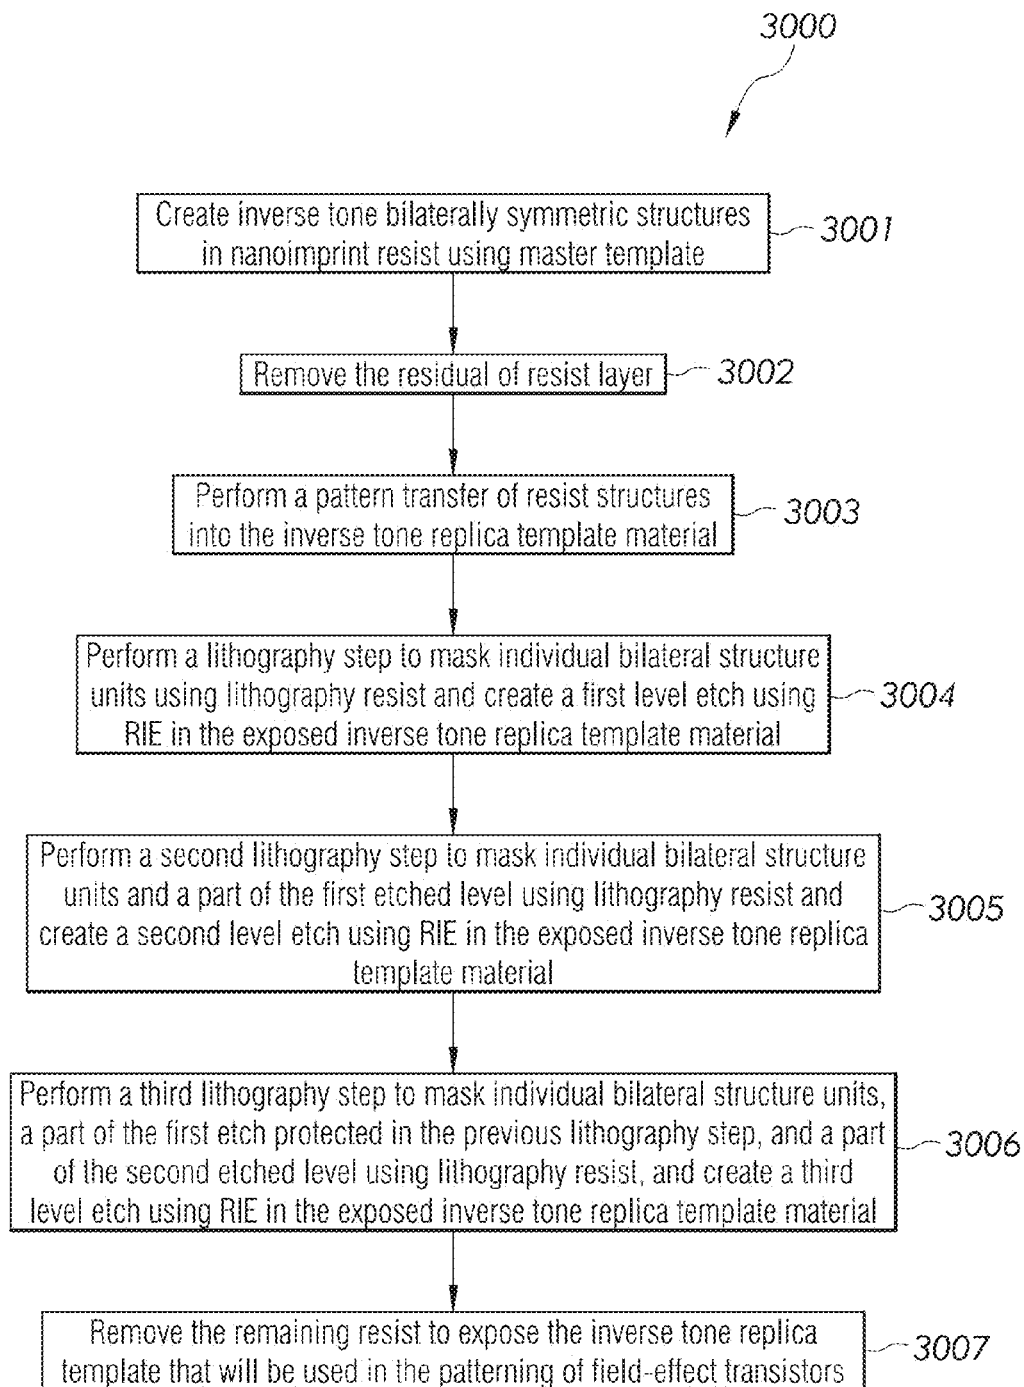 3000
Create inverse tone bilaterally symmetric structures
in nanoimprint resist using master template
3001
Remove the residual of resist layer
3002
Perform a pattern transfer of resist structures
into the inverse tone replica template material
3003
Perform a lithography step to mask individual bilateral structure
units using lithography resist and create a first level etch using
RIE in the exposed inverse tone replica template material
3004
Perform a second lithography step to mask individual bilateral structure
units and a part of the first etched level using lithography resist and
create a second level etch using RIE in the exposed inverse tone replica
template material
3005
Perform a third lithography step to mask individual bilateral structure units,
a part of the first etch protected in the previous lithography step, and a part
of the second etched level using lithography resist, and create a third
level etch using RIE in the exposed inverse tone replica template material
3006
Remove the remaining resist to expose the inverse tone replica
template that will be used in the patterning of field-effect transistors
3007